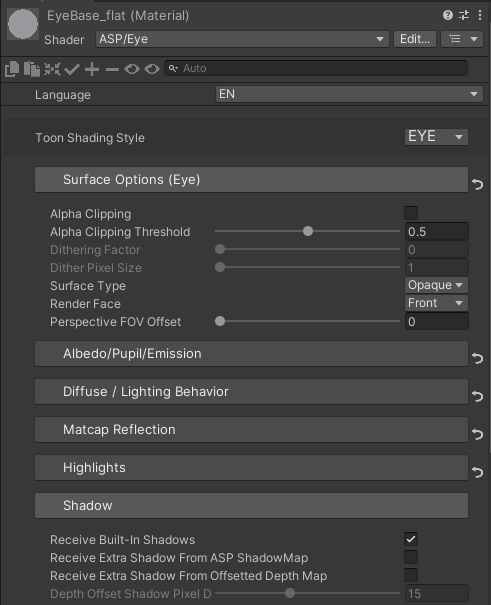 EyeBase_flat (Material)
Shader ASP/Eye Edit...
Auto
Language EN
Toon Shading Style EYE
Surface Options (Eye)
Alpha Clipping
Alpha Clipping Threshold 0.5
Dithering Factor 0
Dither Pixel Size 1
Surface Type Opaque
Render Face Front
Perspective FOV Offset 0
Albedo/Pupil/Emission
Diffuse / Lighting Behavior
Matcap Reflection
Highlights
Shadow
Receive Built-In Shadows
Receive Extra Shadow From ASP ShadowMap
Receive Extra Shadow From Offsetted Depth Map
Depth Offset Shadow Pixel D 15